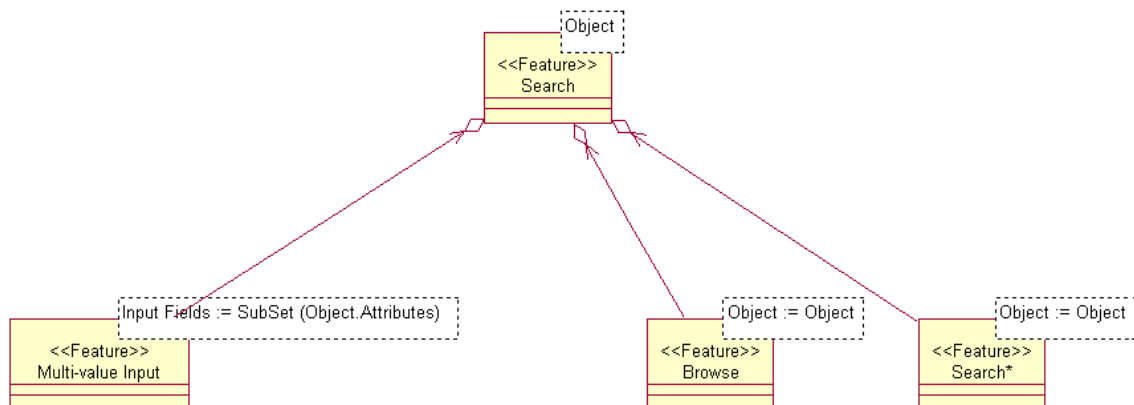 Object
<<Feature>>
Search
Input Fields := SubSet (Object.Attributes)
<<Feature>>
Multi-value Input
Object := Object
<<Feature>>
Browse
Object := Object
<<Feature>>
Search*